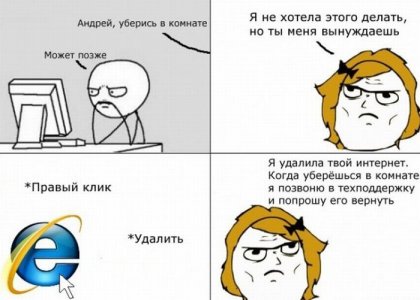 Андрей, уберись в комнате
Может позже
Я не хотела этого делать,
но ты меня вынуждаешь
*Правый клик
*Удалить
Я удалила твой интернет.
Когда уберёшься в комнате
я позвоню в техподдержку
и попрошу его вернуть